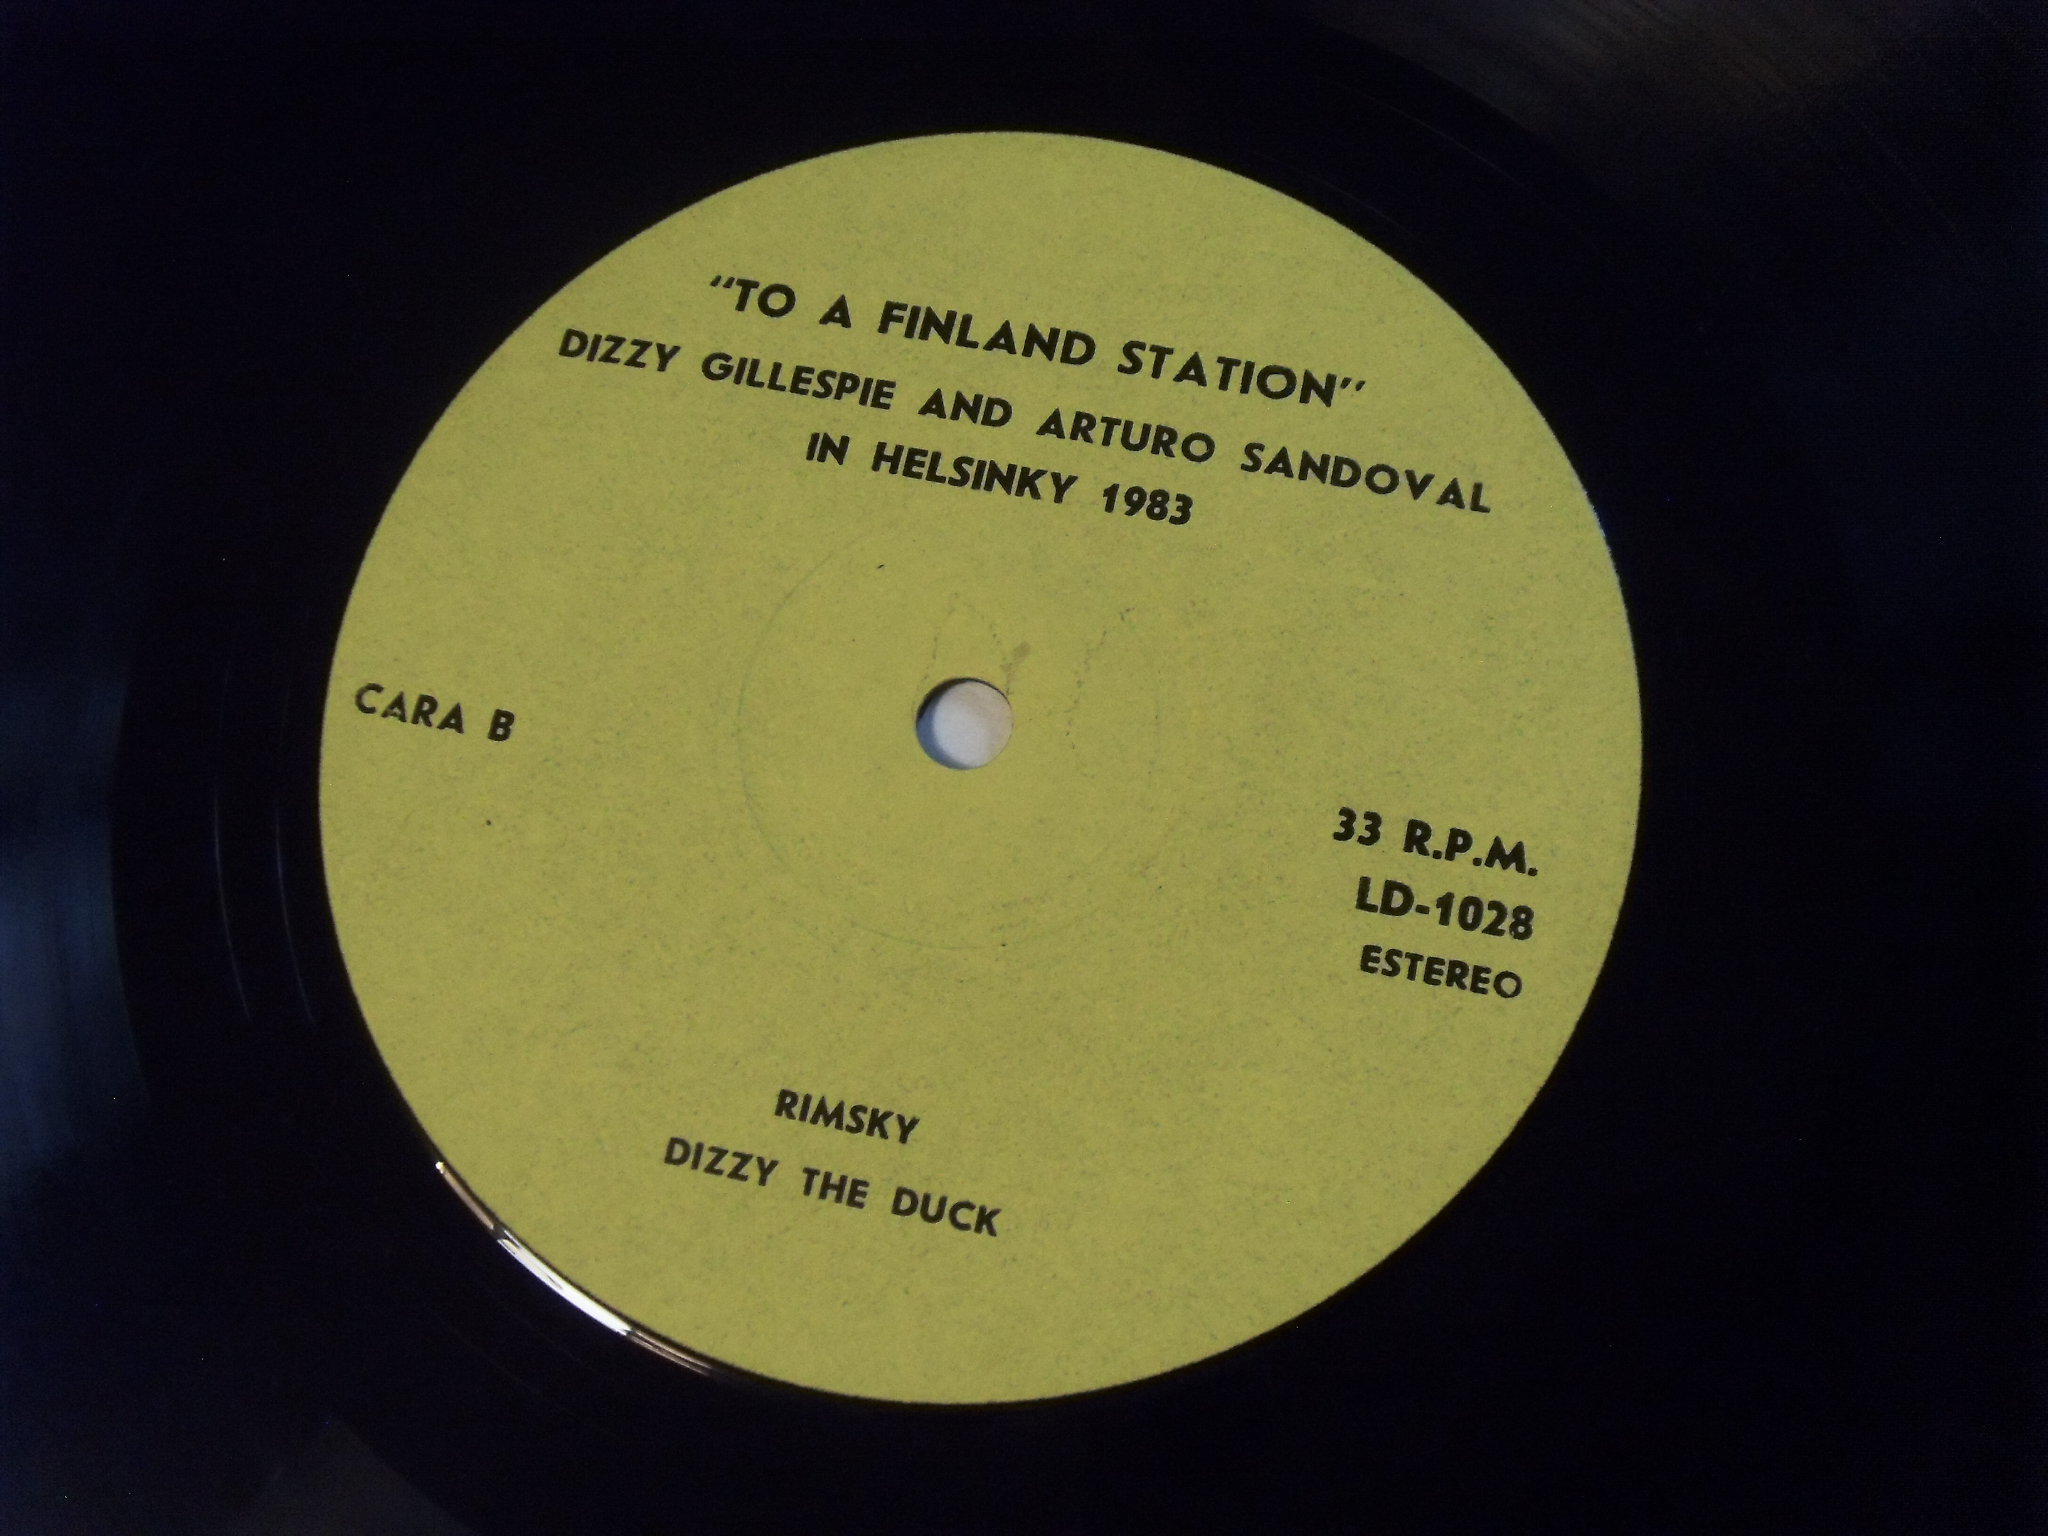 "TO A FINLAND STATION"
DIZZY GILLESPIE AND ARTURO SANDOVAL
IN HELSINKY 1983
CARA B
33 R.P.M.
LD-1028
ESTEREO
RIMSKY
DIZZY THE DUCK